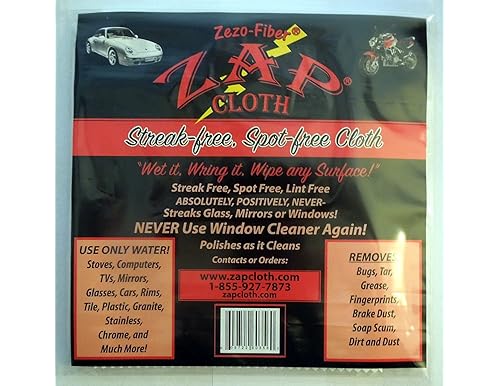 Zezo-Fiber®
ZAP®
CLOTH
Streak-free, Spot-free Cloth
"Wet it, Wring it, Wipe any Surface!"
Streak Free, Spot Free, Lint Free
ABSOLUTELY, POSITIVELY, NEVER-
Streaks Glass, Mirrors or Windows!
NEVER Use Window Cleaner Again!
Polishes as it Cleans
Contacts or Orders:
www.zapcloth.com
1-855-927-7873
zapcloth.com
USE ONLY WATER!
Stoves, Computers,
TVs, Mirrors,
Glasses, Cars, Rims,
Tile, Plastic, Granite,
Stainless,
Chrome, and
Much More!
REMOVES
Bugs, Tar,
Grease,
Fingerprints,
Brake Dust,
Soap Scum,
Dirt and Dust